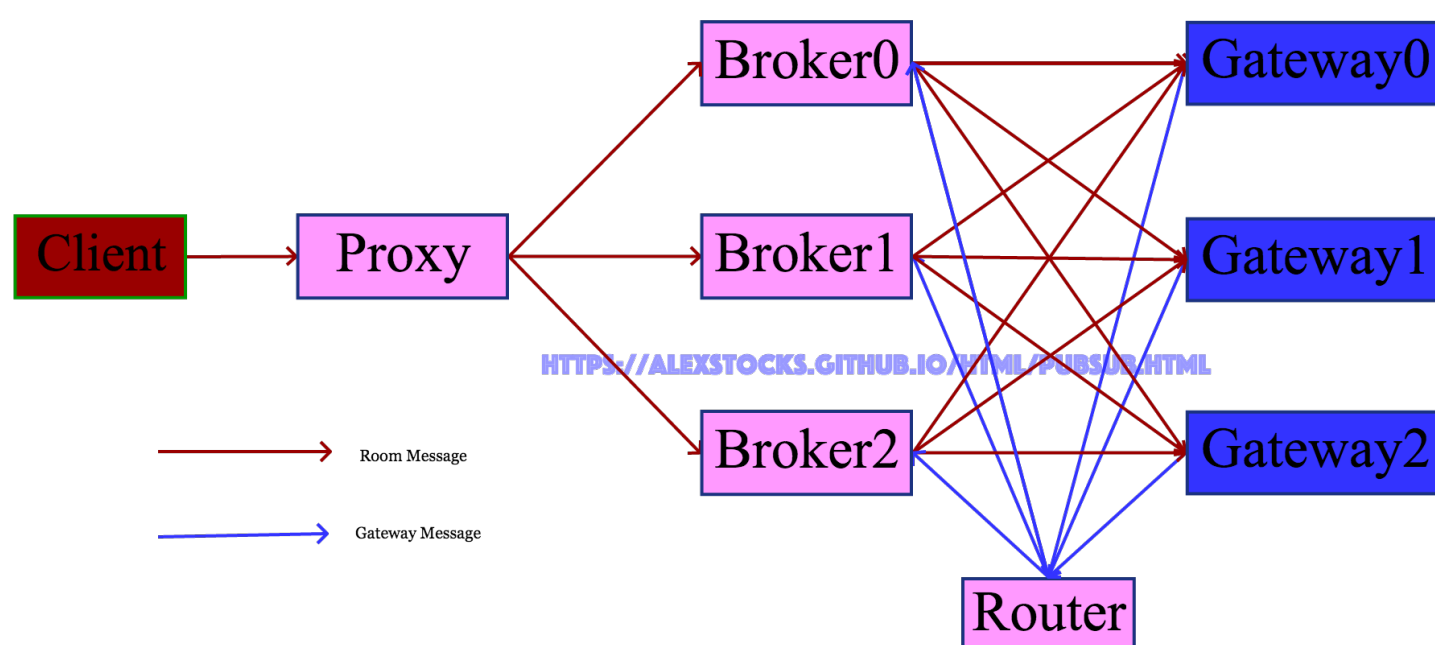 Broker0
Gateway0
Client
Proxy
Broker1
Gateway1
HTTPS://ALEXSTOCKS.GITHUB.IO/HTML/PUBSUB.HTML
Broker2
Gateway2
Room Message
Gateway Message
Router